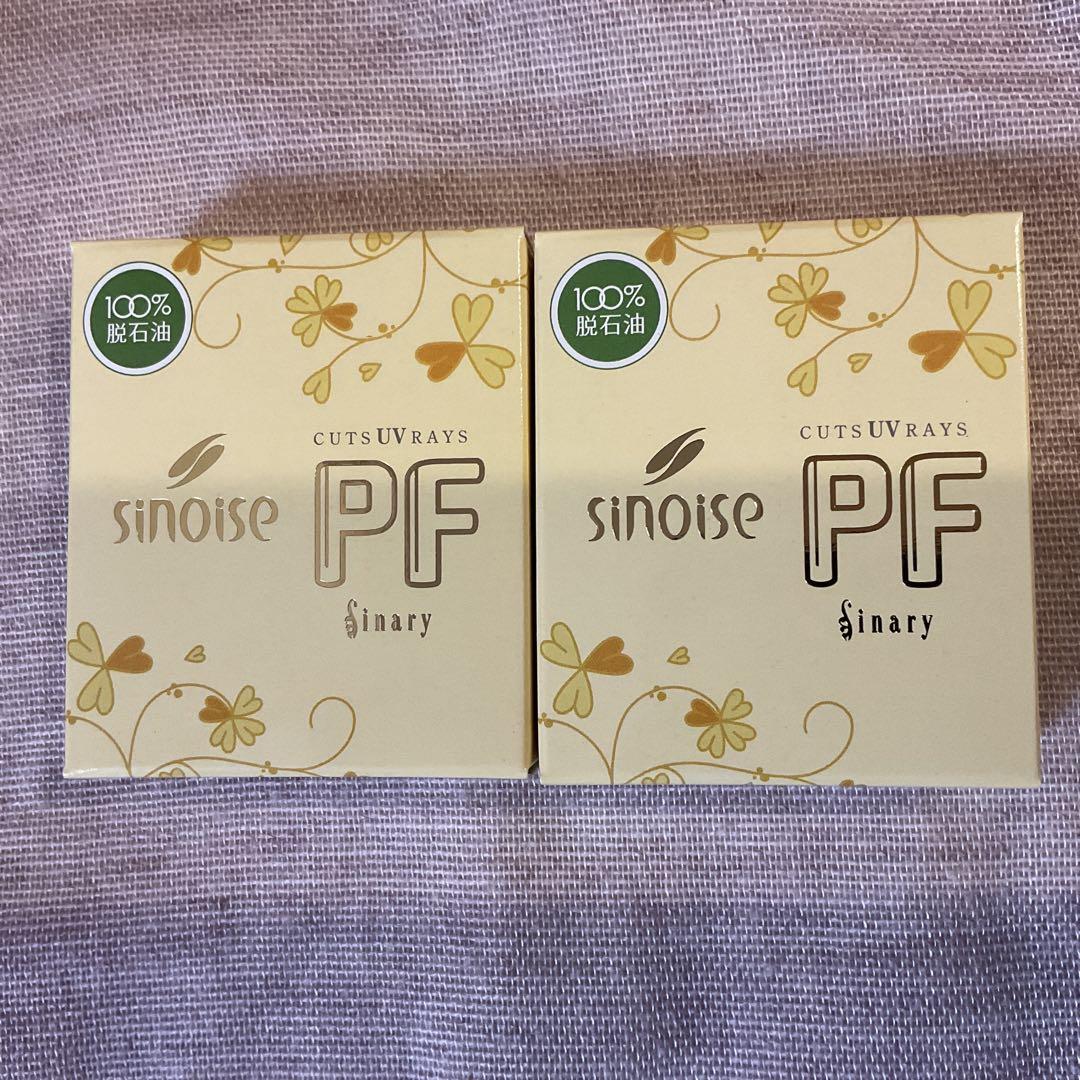 100%
脱石油
CUTS UV RAYS
sinoise
PF
Sinary
100%
脱石油
CUTS UV RAYS
sinoise
PF
Sinary